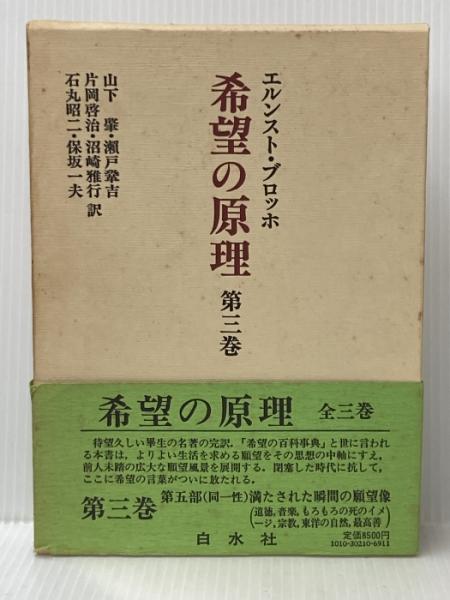 エルンスト・ブロッホ
希望の原理
第三巻
山下肇・瀬戸鞏吉
片岡啓治・沼崎雅行 訳
石丸昭二・保坂一夫
希望の原理 全三巻
待望久しい畢生の名著の完訳.「希望の百科事典」と世に言われ
る本書は、よりよい生活を求める願望をその思想の中軸にすえ、
前人未踏の広大な願望風景を展開する。閉塞した時代に抗して、
ここに希望の言葉がついに放たれる。
第三巻 第五部(同一性)満たされた瞬間の願望像
(道徳,音楽,もろもろの死のイメ
ージ,宗教,東洋の自然,最高善)
白水社
定価8500円
1010-30210-6911